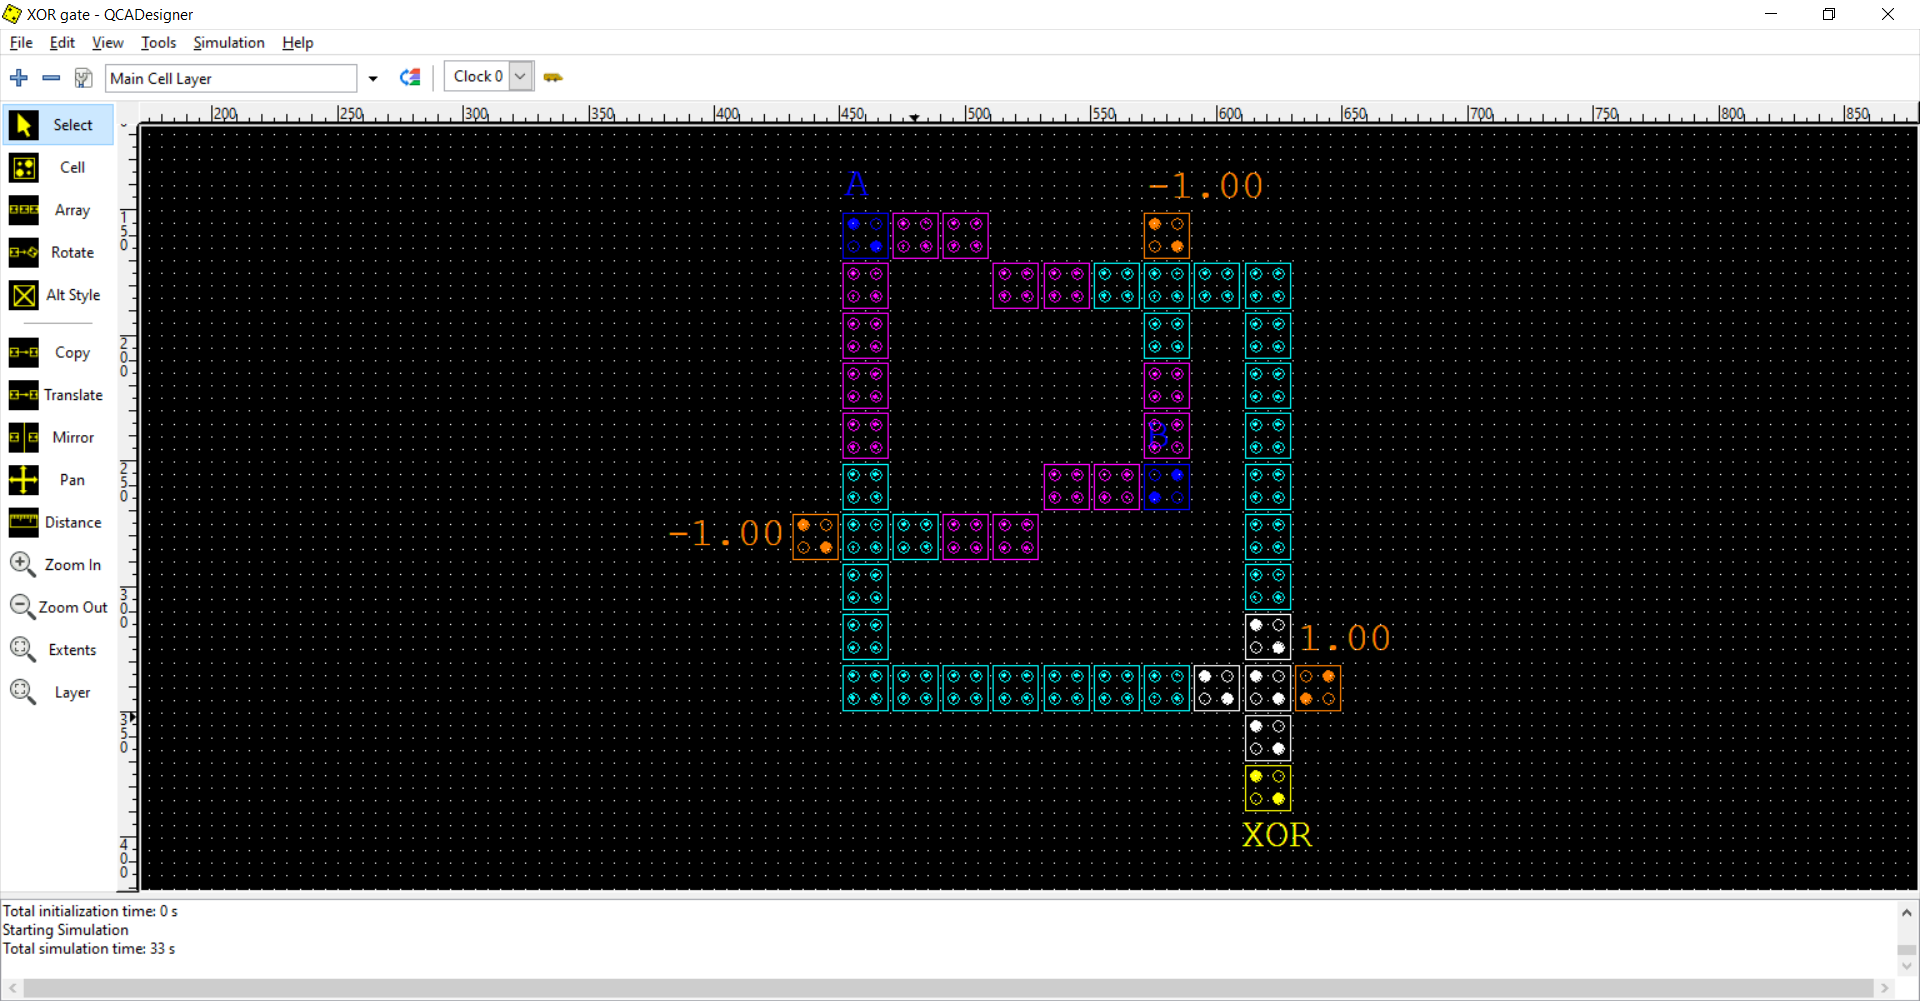 XOR gate - QCADesigner
File Edit View Tools Simulation Help
Main Cell Layer Clock 0
200 250 300 350 400 450 500 550 600 650 700 750 800 850
Select
Cell
Array
Rotate
Alt Style
Copy
Translate
Mirror
Pan
Distance
Zoom In
Zoom Out
Extents
Layer
150
200
250
300
350
400
A
-1.00
B
-1.00
1.00
XOR
Total initialization time: 0 s
Starting Simulation
Total simulation time: 33 s